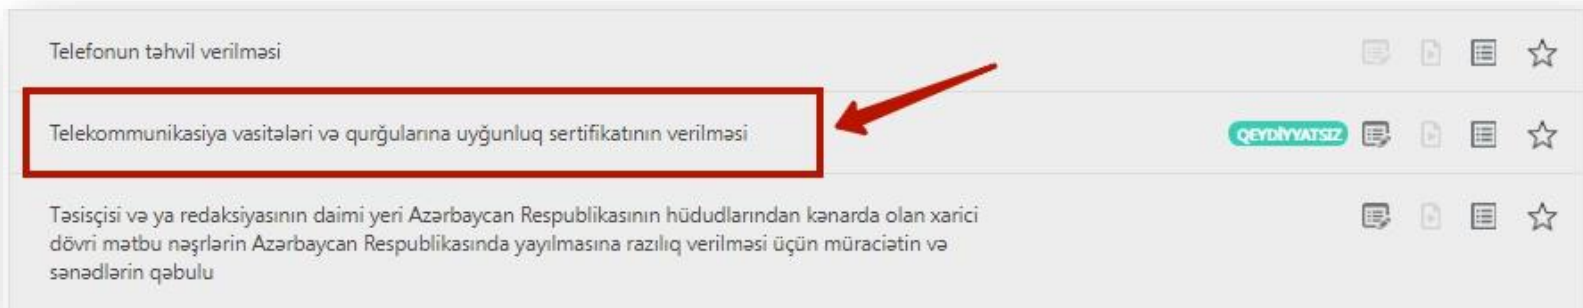 Telefonun təhvil verilməsi
Telekommunikasiya vasitələri və qurğularına uyğunluq sertifikatının verilməsi
QEYDİYYATSIZ
Təsisçisi və ya redaksiyasının daimi yeri Azərbaycan Respublikasının hüdudlarından kənarda olan xarici
dövri mətbu nəşrlərin Azərbaycan Respublikasında yayılmasına razılıq verilməsi üçün müraciətin və
sənədlərin qəbulu